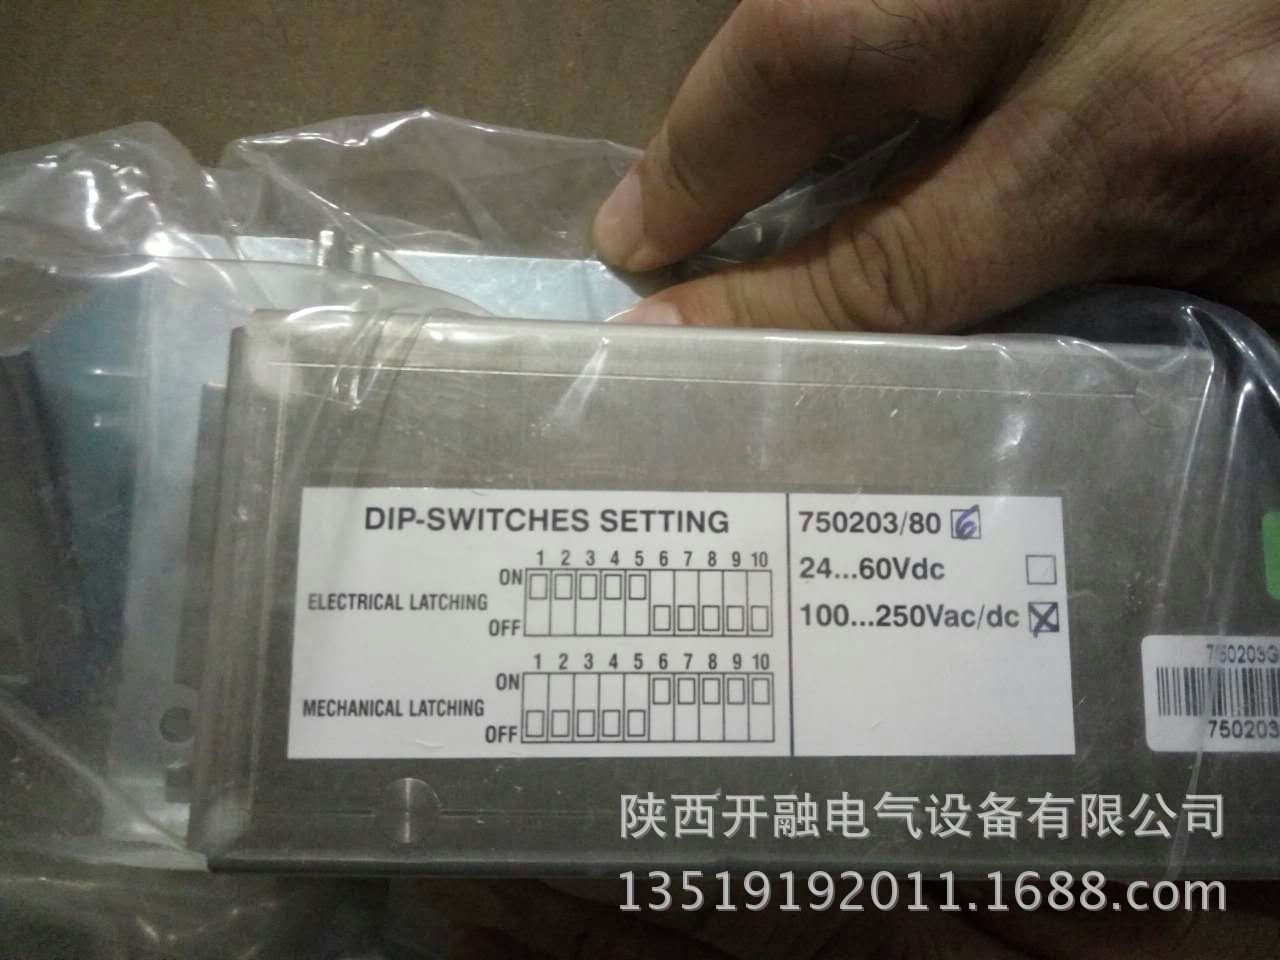 DIP-SWITCHES SETTING
1 2 3 4 5 6 7 8 9 10
ON
ELECTRICAL LATCHING
OFF
1 2 3 4 5 6 7 8 9 10
ON
MECHANICAL LATCHING
OFF
750203/80 6
24...60Vdc
100...250Vac/dc
750203G
750203
陕西开融电气设备有限公司
13519192011.1688.com